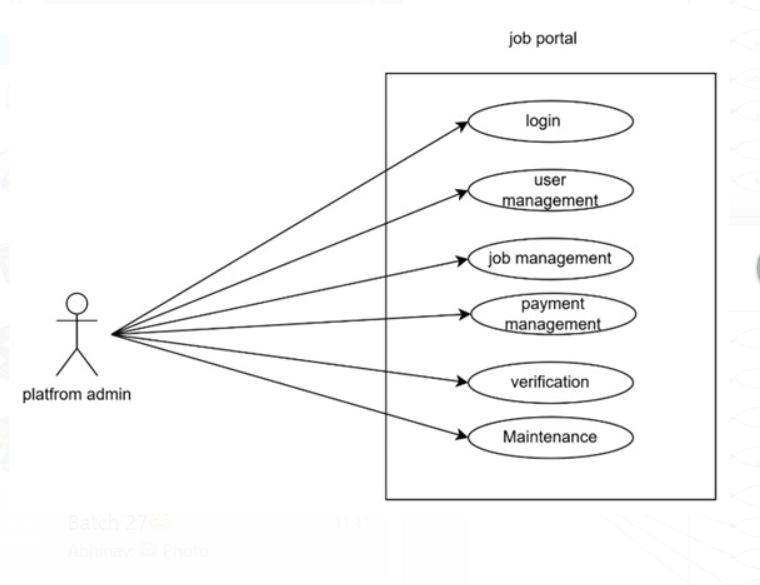 job portal
login
user
management
job management
payment
management
platfrom admin
verification
Maintenance
Batch 27
Abhinav: Photo